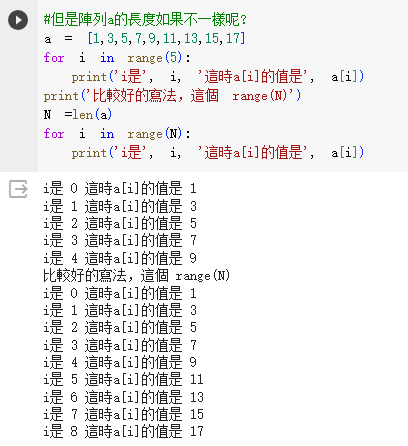 #但是陣列a的長度如果不一樣呢?
a = [1,3,5,7,9,11,13,15,17]
for i in range(5):
    print('i是', i, '這時a[i]的值是', a[i])
print('比較好的寫法，這個 range(N)')
N =len(a)
for i in range(N):
    print('i是', i, '這時a[i]的值是', a[i])
i是 0 這時a[i]的值是 1
i是 1 這時a[i]的值是 3
i是 2 這時a[i]的值是 5
i是 3 這時a[i]的值是 7
i是 4 這時a[i]的值是 9
比較好的寫法，這個 range(N)
i是 0 這時a[i]的值是 1
i是 1 這時a[i]的值是 3
i是 2 這時a[i]的值是 5
i是 3 這時a[i]的值是 7
i是 4 這時a[i]的值是 9
i是 5 這時a[i]的值是 11
i是 6 這時a[i]的值是 13
i是 7 這時a[i]的值是 15
i是 8 這時a[i]的值是 17